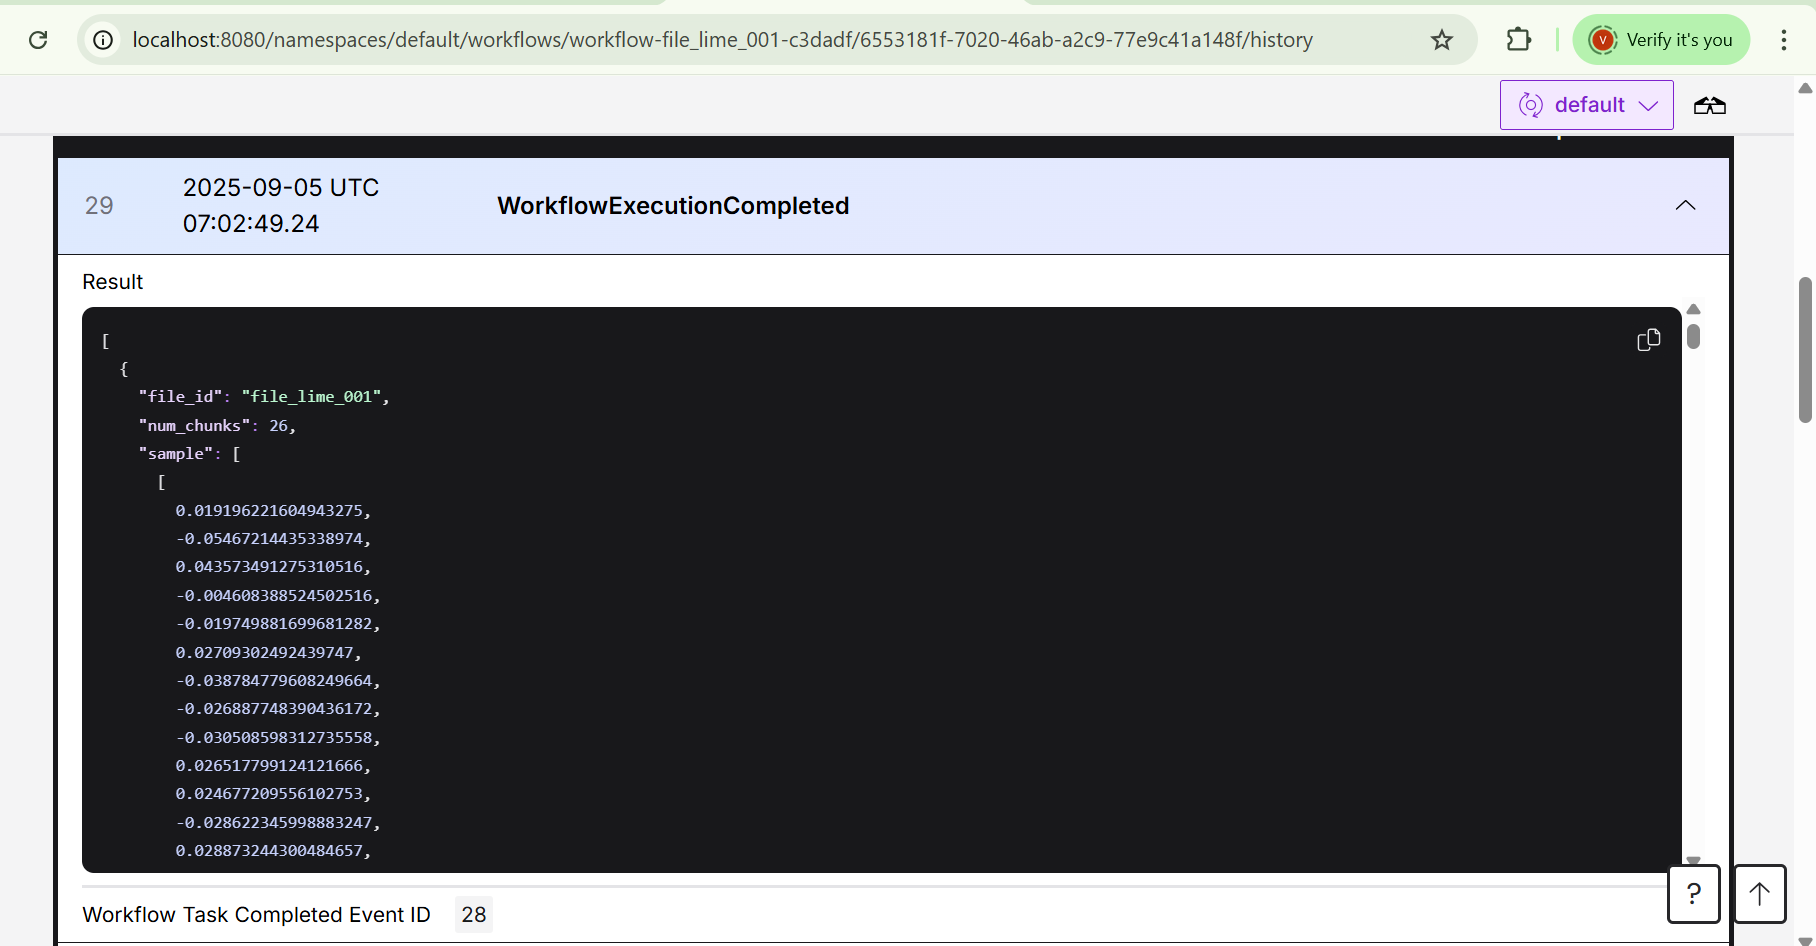 localhost:8080/namespaces/default/workflows/workflow-file_lime_001-c3dadf/6553181f-7020-46ab-a2c9-77e9c41a148f/history
V
Verify it's you
default
29
2025-09-05 UTC
07:02:49.24
WorkflowExecutionCompleted
Result
[
{
"file_id": "file_lime_001",
"num_chunks": 26,
"sample": [
[
0.019196221604943275,
-0.05467214435338974,
0.043573491275310516,
-0.004608388524502516,
-0.019749881699681282,
0.02709302492439747,
-0.038784779608249664,
-0.026887748390436172,
-0.030508598312735558,
0.026517799124121666,
0.024677209556102753,
-0.028622345998883247,
0.028873244300484657,
?
Workflow Task Completed Event ID 28